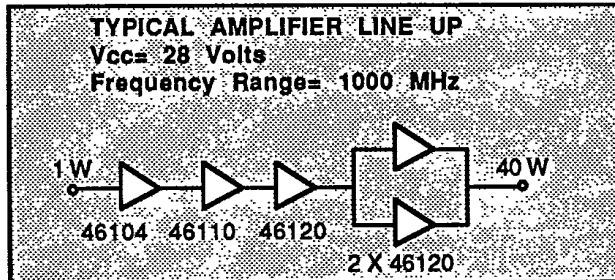 TYPICAL AMPLIFIER LINE UP
Vcc= 28 Volts
Frequency Range= 1000 MHz
1 W
40 W
46104 46110 46120
2 X 46120